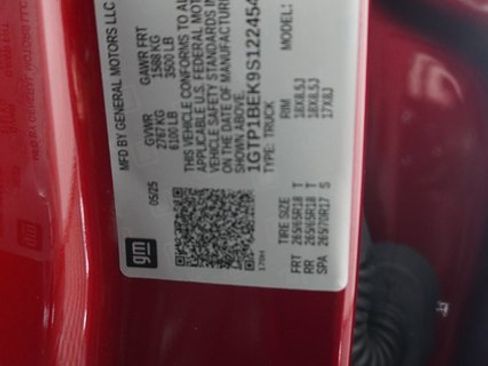 MFD BY GENERAL MOTORS LLC
GVWR GAWR FRT
2767 KG 1588 KG
6100 LB 3500 LB
THIS VEHICLE CONFORMS TO AL
APPLICABLE U.S. FEDERAL MOTOR
VEHICLE SAFETY STANDARDS
ON THE DATE OF MANUFACTUR
SHOWN ABOVE.
1GTP1BEK9S122454
TYPE: TRUCK
05/25
gm
TIRE SIZE RIM
FRT 265/65R18 T 18X8.5J
RR 265/65R18 T 18X8.5J
SPA 265/70R17 S 17X8J